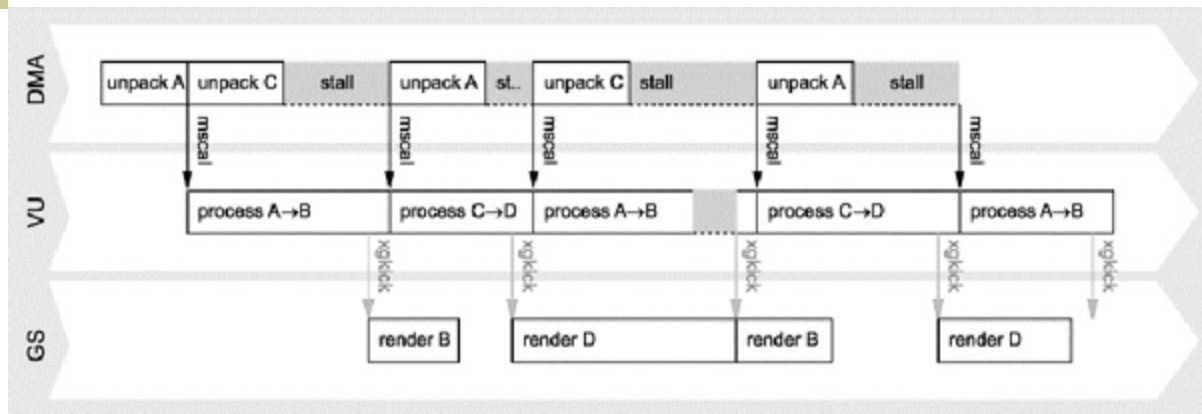 DMA
unpack A unpack C stall unpack A st.. unpack C stall unpack A stall
mscal mscal mscal mscal mscal
VU
process A→B process C→D process A→B process C→D process A→B
xgkick xgkick xgkick xgkick xgkick
GS
render B render D render B render D